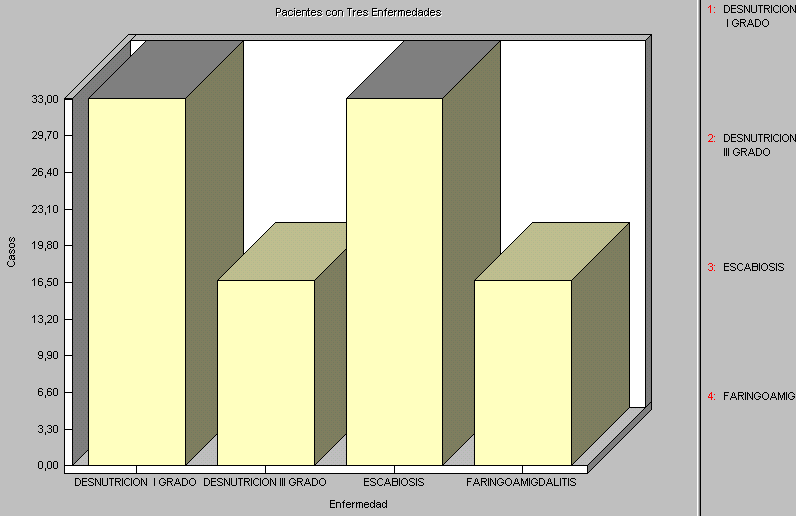 Pacientes con Tres Enfermedades
33,00
29,70
26,40
23,10
19,80
16,50
13,20
9,90
6,60
3,30
0,00
Casos
DESNUTRICION I GRADO
DESNUTRICION III GRADO
ESCABIOSIS
FARINGOAMIGDALITIS
Enfermedad
1: DESNUTRICION
I GRADO
2: DESNUTRICION
III GRADO
3: ESCABIOSIS
4: FARINGOAMIG